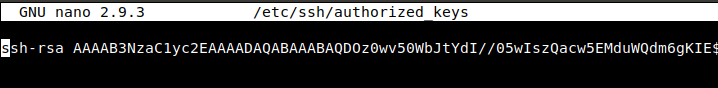 GNU nano 2.9.3 /etc/ssh/authorized_keys
ssh-rsa AAAAB3NzaC1yc2EAAAADAQABAAABAQDOz0wv50WbJtYdI//05wIszQacw5EMduWQdm6gKIE$